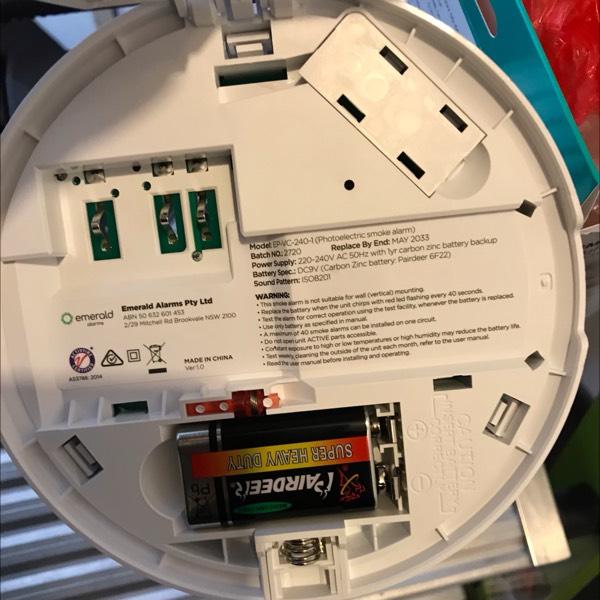 Model: EP-VC-240-1 (Photoelectric smoke alarm)
Batch NO.: 2720 Replace By End: MAY 2033
Power Supply: 220-240V AC 50Hz with 1yr carbon zinc battery backup
Battery Spec.: DC9V (Carbon Zinc battery: Pairdeer 6F22)
Sound Pattern: ISO8201
WARNING:
• This smoke alarm is not suitable for wall (vertical) mounting.
• Replace the battery when the unit chirps with red led flashing every 40 seconds.
• Test the alarm for correct operation using the test facility, whenever the battery is replaced.
• Use only battery as specified in manual.
• A maximum of 40 smoke alarms can be installed on one circuit.
• Do not open unit ACTIVE parts accessible.
• Constant exposure to high or low temperatures or high humidity may reduce the battery life.
• Test weekly, cleaning the outside of the unit each month, refer to the user manual.
• Read the user manual before installing and operating.
emerald
alarms
Emerald Alarms Pty Ltd
ABN 50 632 601 453
2/29 Mitchell Rd Brookvale NSW 2100
AS3786: 2014
MADE IN CHINA
Ver 1.0
SUPER HEAVY DUTY
PAIRDEER
Pb
CAUTION